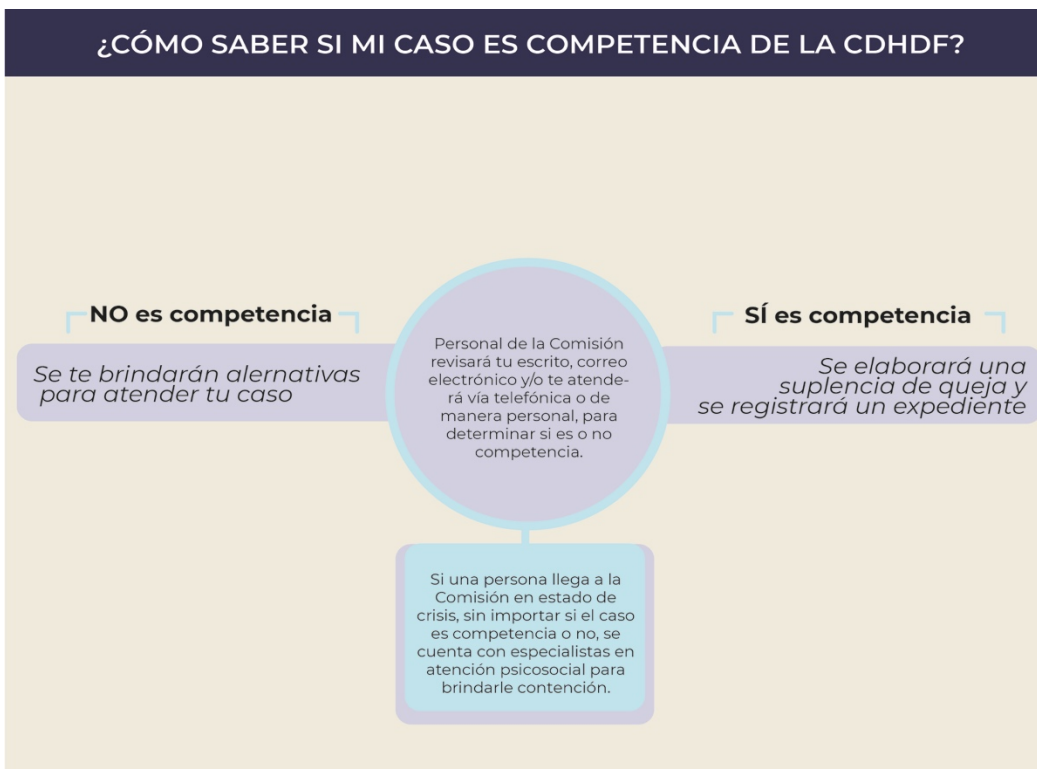 ¿CÓMO SABER SI MI CASO ES COMPETENCIA DE LA CDHDF?
NO es competencia
Se te brindarán alernativas
para atender tu caso
Personal de la Comisión
revisará tu escrito, correo
electrónico y/o te atende-
rá vía telefónica o de
manera personal, para
determinar si es o no
competencia.
SÍ es competencia
Se elaborará una
suplencia de queja y
se registrará un expediente
Si una persona llega a la
Comisión en estado de
crisis, sin importar si el caso
es competencia o no, se
cuenta con especialistas en
atención psicosocial para
brindarle contención.